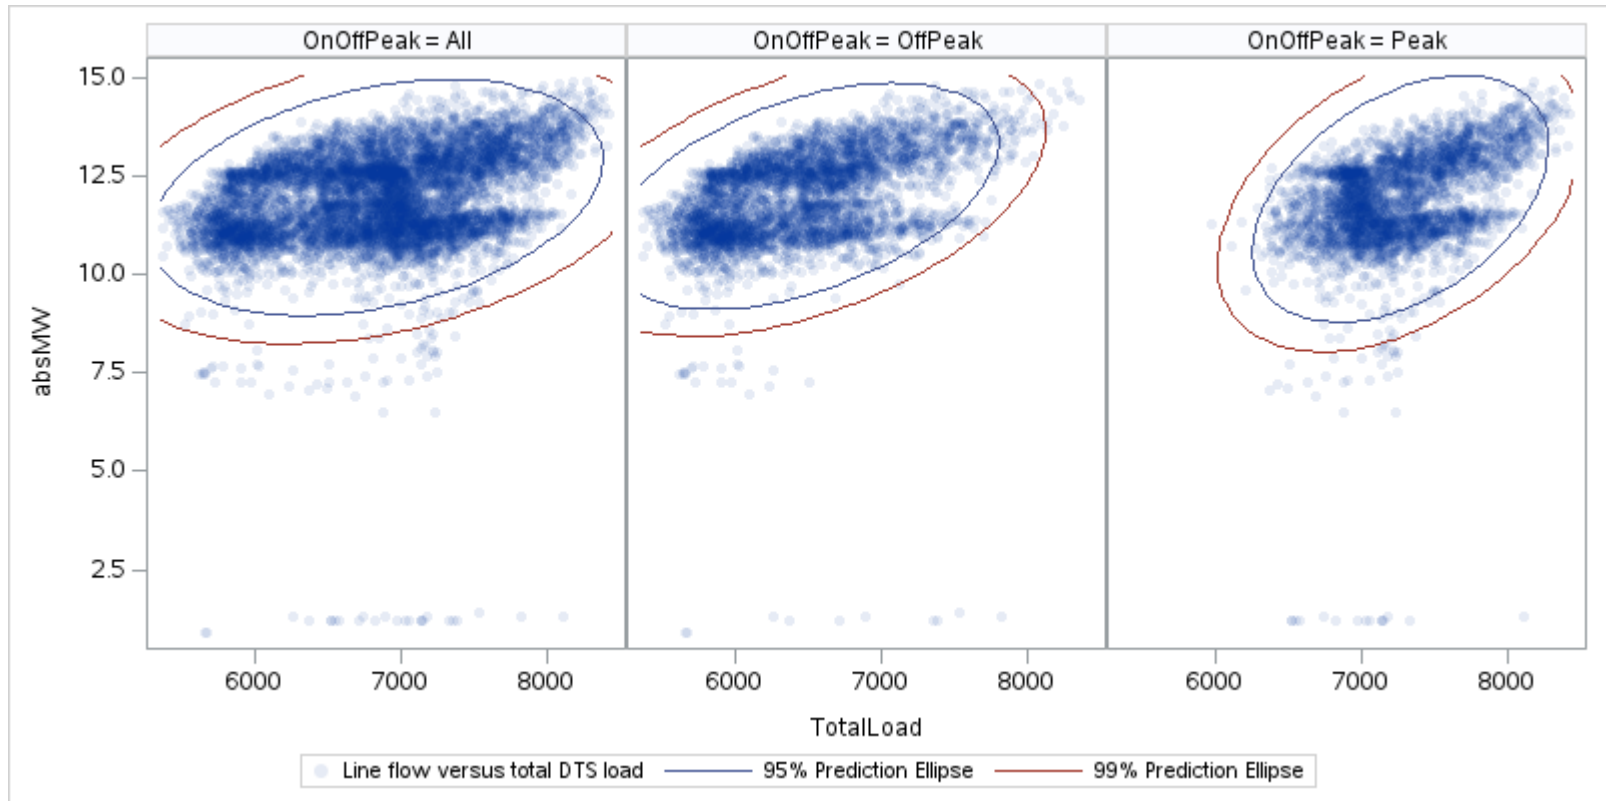 OnOffPeak = All
OnOffPeak = OffPeak
OnOffPeak = Peak
absMW
15.0
12.5
10.0
7.5
5.0
2.5
6000 7000 8000
6000 7000 8000
6000 7000 8000
TotalLoad
Line flow versus total DTS load 95% Prediction Ellipse 99% Prediction Ellipse